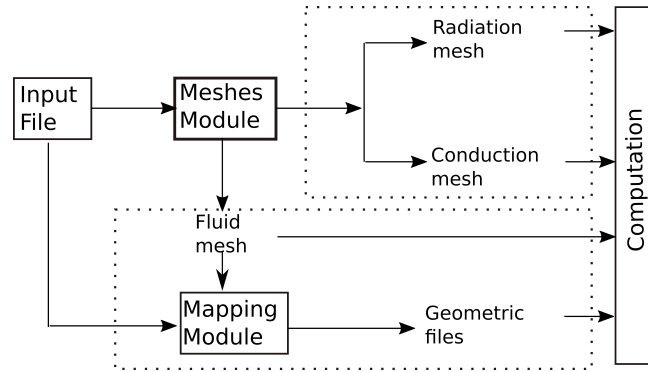 Input
File
Meshes
Module
Radiation
mesh
Conduction
mesh
Fluid
mesh
Mapping
Module
Geometric
files
Computation